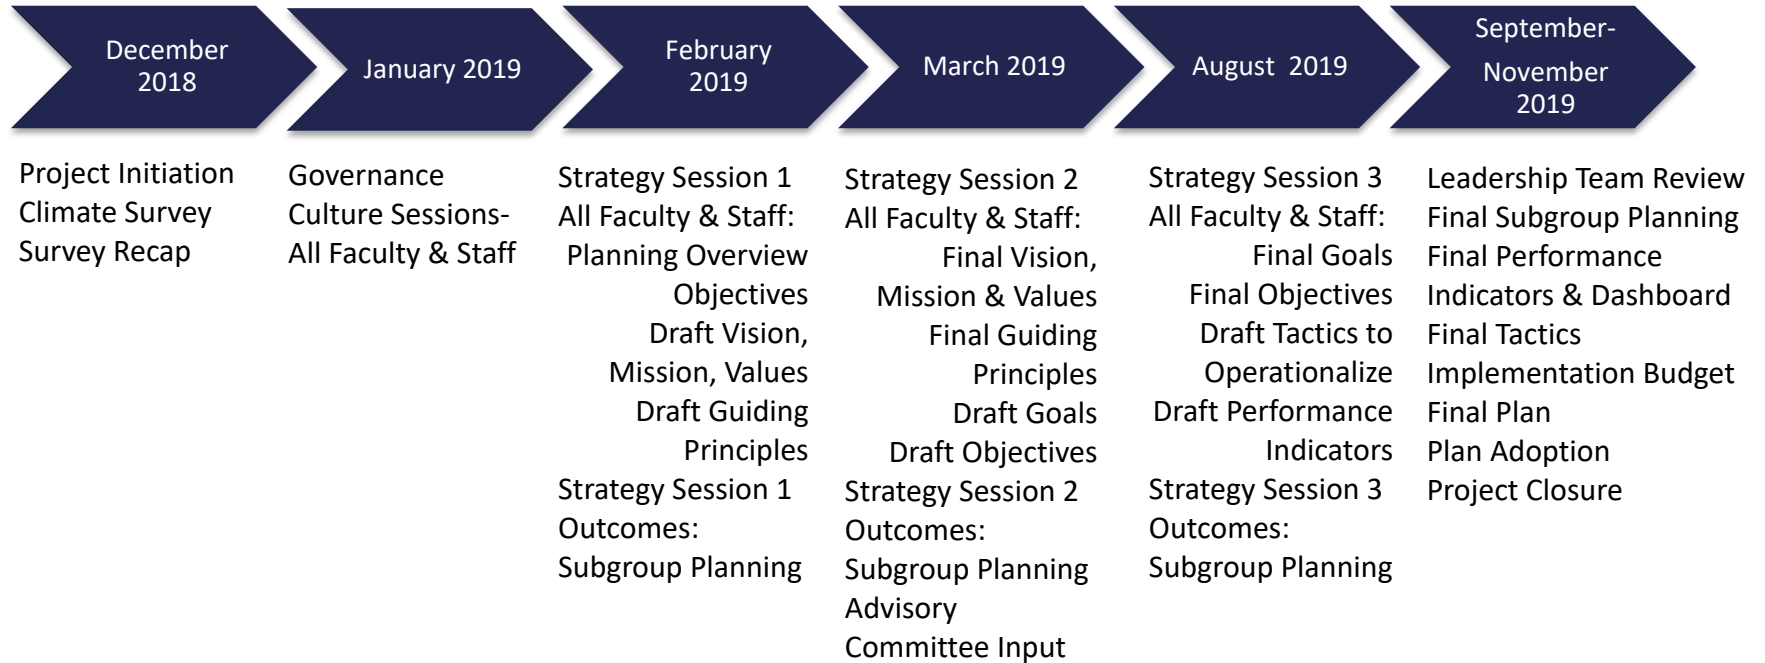 December
2018
January 2019
February
2019
March 2019
August  2019
September-
November
2019
Project Initiation
Climate Survey
Survey Recap
Governance
Culture Sessions-
All Faculty & Staff
Strategy Session 1
All Faculty & Staff:
Planning Overview
Objectives
Draft Vision,
Mission, Values
Draft Guiding
Principles
Strategy Session 1
Outcomes:
Subgroup Planning
Strategy Session 2
All Faculty & Staff:
Final Vision,
Mission & Values
Final Guiding
Principles
Draft Goals
Draft Objectives
Strategy Session 2
Outcomes:
Subgroup Planning
Advisory
Committee Input
Strategy Session 3
All Faculty & Staff:
Final Goals
Final Objectives
Draft Tactics to
Operationalize
Draft Performance
Indicators
Strategy Session 3
Outcomes:
Subgroup Planning
Leadership Team Review
Final Subgroup Planning
Final Performance
Indicators & Dashboard
Final Tactics
Implementation Budget
Final Plan
Plan Adoption
Project Closure